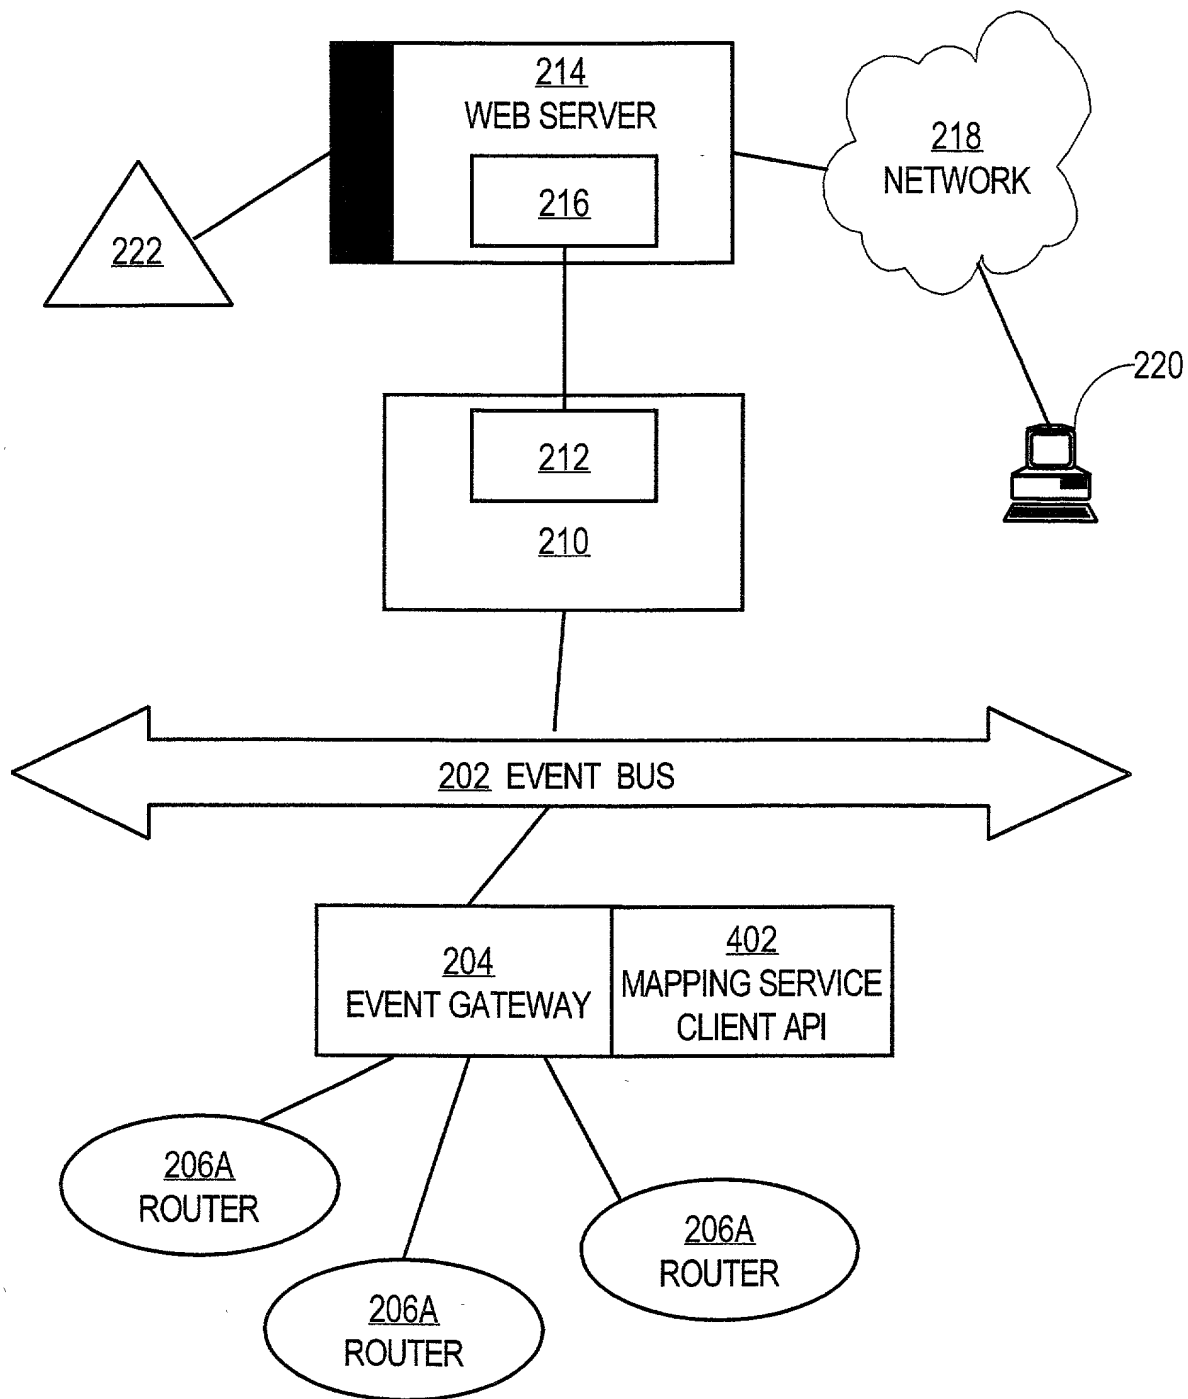 214
WEB SERVER
216
218
NETWORK
222
220
212
210
202 EVENT BUS
204
EVENT GATEWAY
402
MAPPING SERVICE
CLIENT API
206A
ROUTER
206A
ROUTER
206A
ROUTER